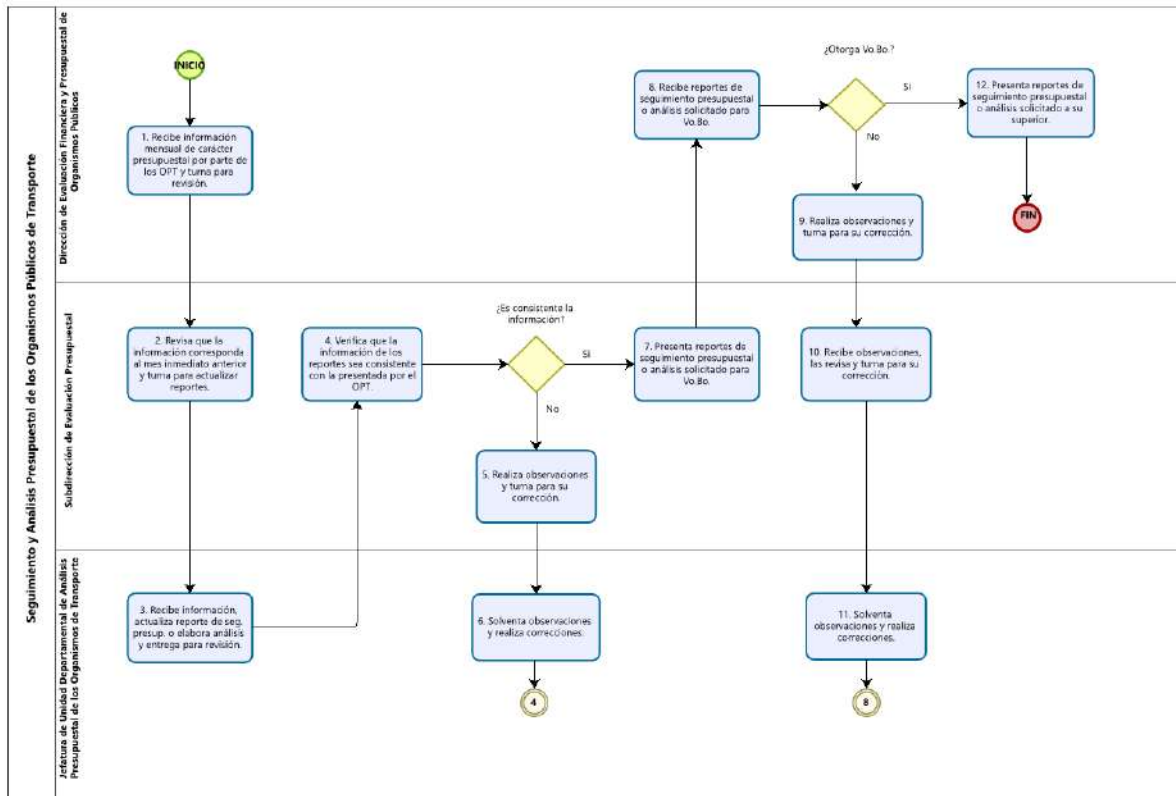 Seguimiento y Análisis Presupuestal de los Organismos Públicos de Transporte
Dirección de Evaluación Financiera y Presupuestal de
Organismos Públicos
INICIO
1. Recibe información
mensual de carácter
presupuestal por parte de
los OPT y turna para
revisión.
8. Recibe reportes de
seguimiento presupuestal
o análisis solicitado para
Vo.Bo.
¿Otorga Vo.Bo.?
Si
No
12. Presenta reportes de
seguimiento presupuestal
o análisis solicitado a su
superior.
FIN
9. Realiza observaciones y
turna para su corrección.
Subdirección de Evaluación Presupuestal
2. Revisa que la
información corresponda
al mes inmediato anterior
y turna para actualizar
reportes.
4. Verifica que la
información de los
reportes sea consistente
con la presentada por el
OPT.
¿Es consistente la
información?
Si
No
7. Presenta reportes de
seguimiento presupuestal
o análisis solicitado para
Vo.Bo.
10. Recibe observaciones,
las revisa y turna para su
corrección.
5. Realiza observaciones
y turna para su
corrección.
Jefatura de Unidad Departamental de Análisis
Presupuestal de los Organismos de Transporte
3. Recibe información,
actualiza reporte de seg.
presup. o elabora análisis
y entrega para revisión.
6. Solventa observaciones
y realiza correcciones.
4
11. Solventa
observaciones y realiza
correcciones.
8